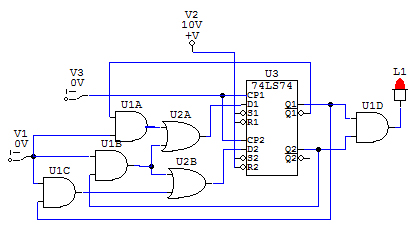 V2
10V
+V
L1
V3
0V
U3
74LS74
CP1
D1
S1
R1
Q1
Q1
CP2
D2
S2
R2
Q2
Q2
U1A
U2A
U1D
V1
0V
U1B
U2B
U1C